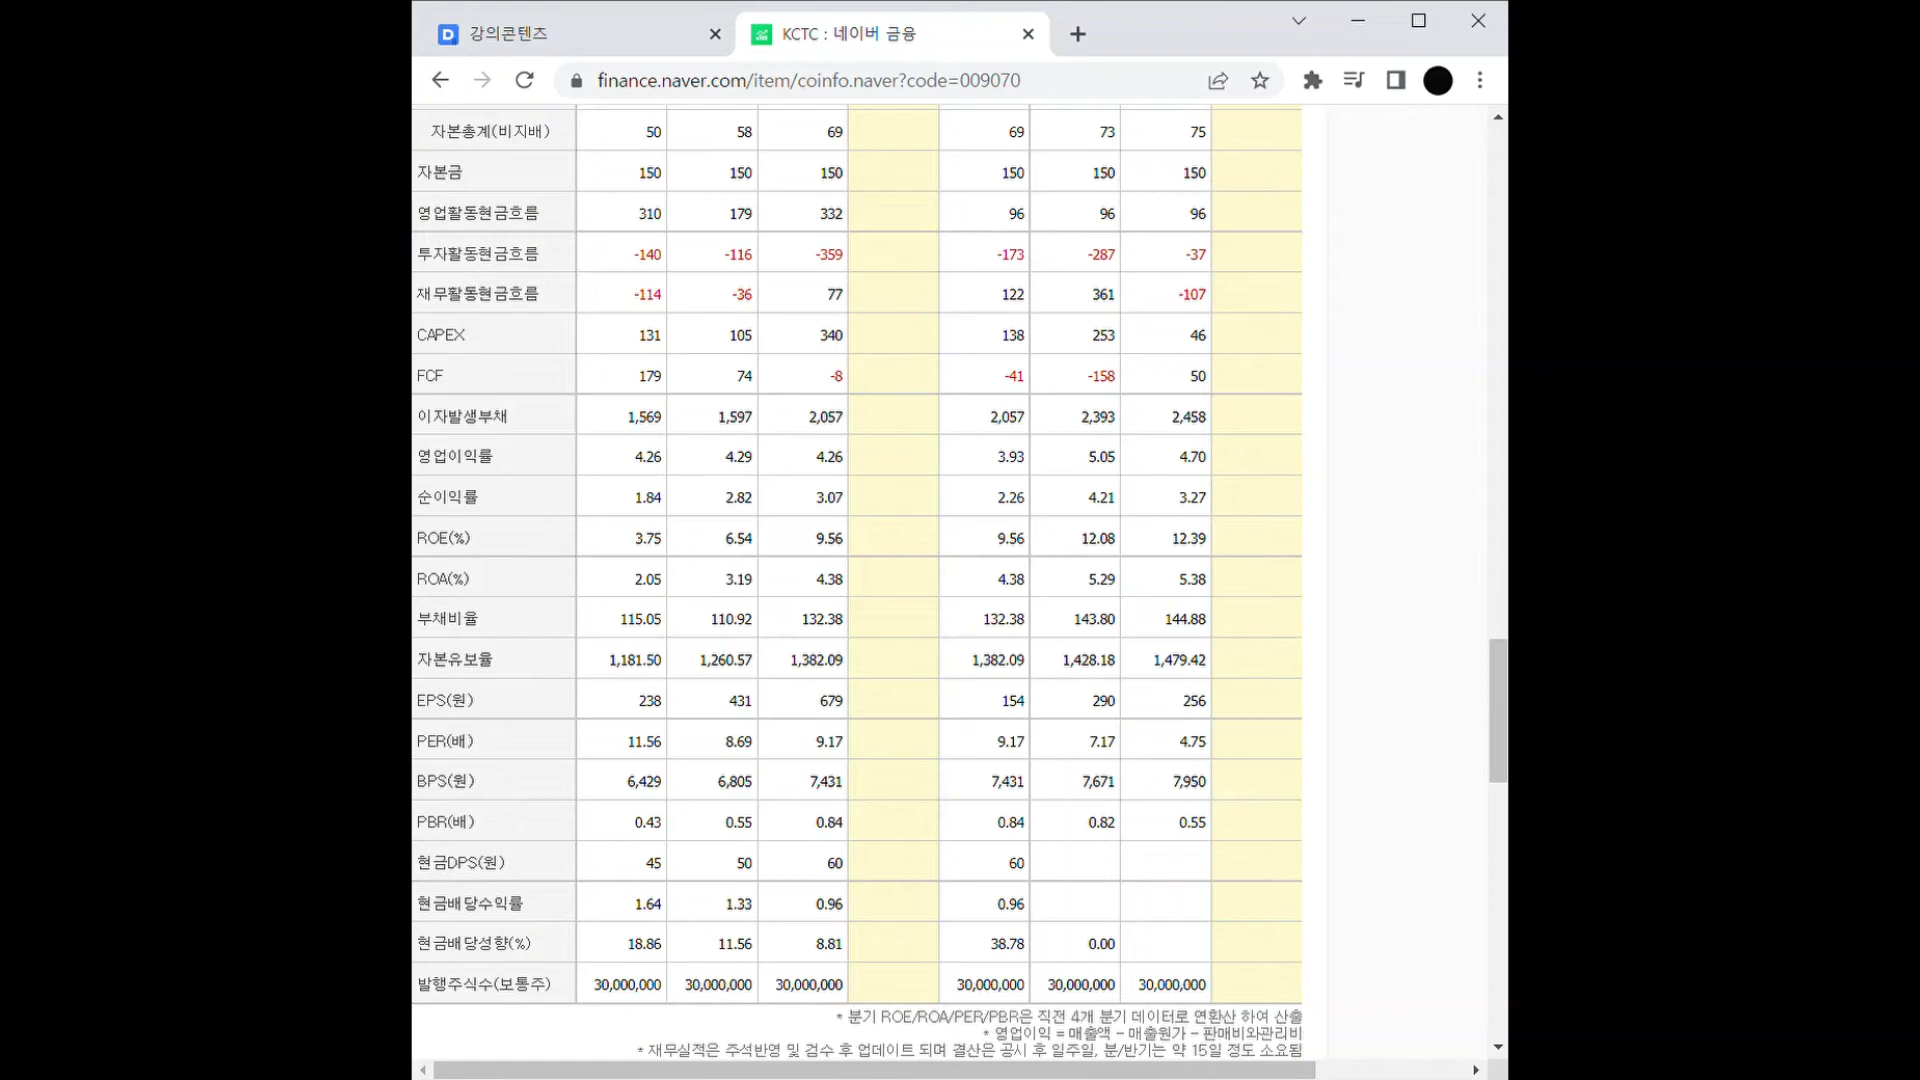 강의콘텐츠
KCTC : 네이버 금융
finance.naver.com/item/coinfo.naver?code=009070
자본총계(비지배) 50 58 69 69 73 75
자본금 150 150 150 150 150 150
영업활동현금흐름 310 179 332 96 96 96
투자활동현금흐름 -140 -116 -359 -173 -287 -37
재무활동현금흐름 -114 -36 77 122 361 -107
CAPEX 131 105 340 138 253 46
FCF 179 74 -8 -41 -158 50
이자발생부채 1,569 1,597 2,057 2,057 2,393 2,458
영업이익률 4.26 4.29 4.26 3.93 5.05 4.70
순이익률 1.84 2.82 3.07 2.26 4.21 3.27
ROE(%) 3.75 6.54 9.56 9.56 12.08 12.39
ROA(%) 2.05 3.19 4.38 4.38 5.29 5.38
부채비율 115.05 110.92 132.38 132.38 143.80 144.88
자본유보율 1,181.50 1,260.57 1,382.09 1,382.09 1,428.18 1,479.42
EPS(원) 238 431 679 154 290 256
PER(배) 11.56 8.69 9.17 9.17 7.17 4.75
BPS(원) 6,429 6,805 7,431 7,431 7,671 7,950
PBR(배) 0.43 0.55 0.84 0.84 0.82 0.55
현금DPS(원) 45 50 60 60
현금배당수익률 1.64 1.33 0.96 0.96
현금배당성향(%) 18.86 11.56 8.81 38.78 0.00
발행주식수(보통주) 30,000,000 30,000,000 30,000,000 30,000,000 30,000,000 30,000,000
* 분기 ROE/ROA/PER/PBR은 직전 4개 분기 데이터로 연환산 하여 산출
* 영업이익 = 매출액 - 매출원가 - 판매비와관리비
* 재무실적은 주석반영 및 검수 후 업데이트 되며 결산은 공시 후 일주일, 분/반기는 약 15일 정도 소요됨